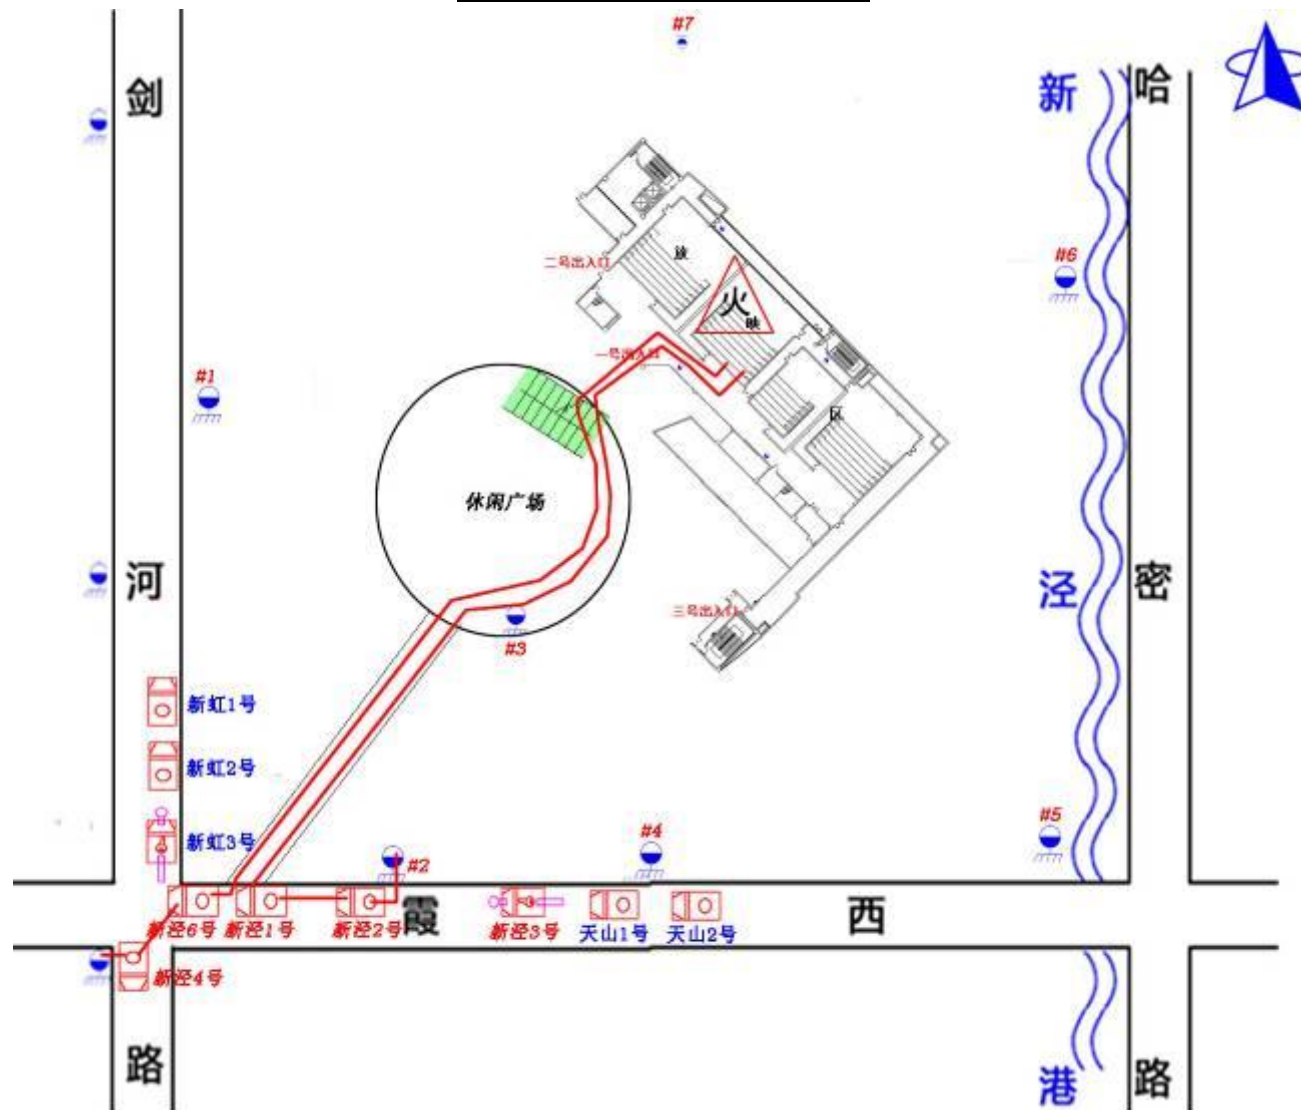 #7
剑
新
哈
放
二号出入口
#6
火
映
一号出入口
#1
区
休闲广场
河
泾
密
三号出入口
#3
新虹1号
新虹2号
新虹3号
#2
#4
#5
霞
西
新泾6号
新泾1号
新泾2号
新泾3号
天山1号
天山2号
新泾4号
路
港
路